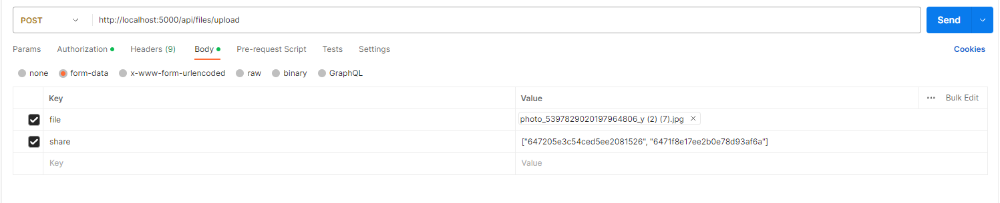 POST http://localhost:5000/api/files/upload Send
Params Authorization Headers (9) Body Pre-request Script Tests Settings Cookies
none form-data x-www-form-urlencoded raw binary GraphQL
Key Value Bulk Edit
file photo_5397829020197964806_y (2) (7).jpg
share ["647205e3c54ced5ee2081526", "6471f8e17ee2b0e78d93af6a"]
Key Value